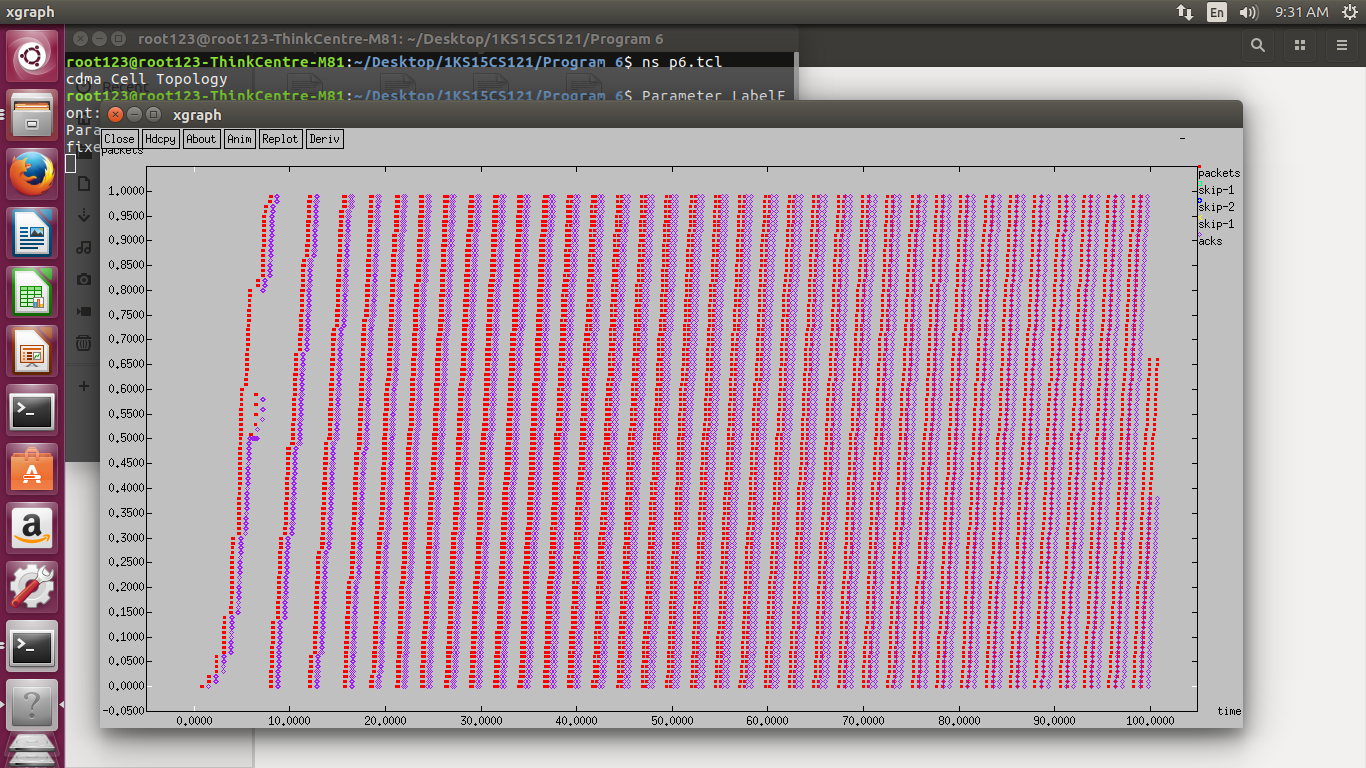 xgraph
En
9:31 AM
root123@root123-ThinkCentre-M81: ~/Desktop/1KS15CS121/Program 6
root123@root123-ThinkCentre-M81:~/Desktop/1KS15CS121/Program 6$ ns p6.tcl
cdma Cell Topology
root123@root123-ThinkCentre-M81:~/Desktop/1KS15CS121/Program 6$ Parameter LabelF
ont:
Para
fixe
xgraph
Close Hdcpy About Anim Replot Deriv
packets
1.0000
0.9500
0.9000
0.8500
0.8000
0.7500
0.7000
0.6500
0.6000
0.5500
0.5000
0.4500
0.4000
0.3500
0.3000
0.2500
0.2000
0.1500
0.1000
0.0500
0.0000
-0.0500
0.0000 10.0000 20.0000 30.0000 40.0000 50.0000 60.0000 70.0000 80.0000 90.0000 100.0000
time
packets
skip-1
skip-2
skip-1
acks